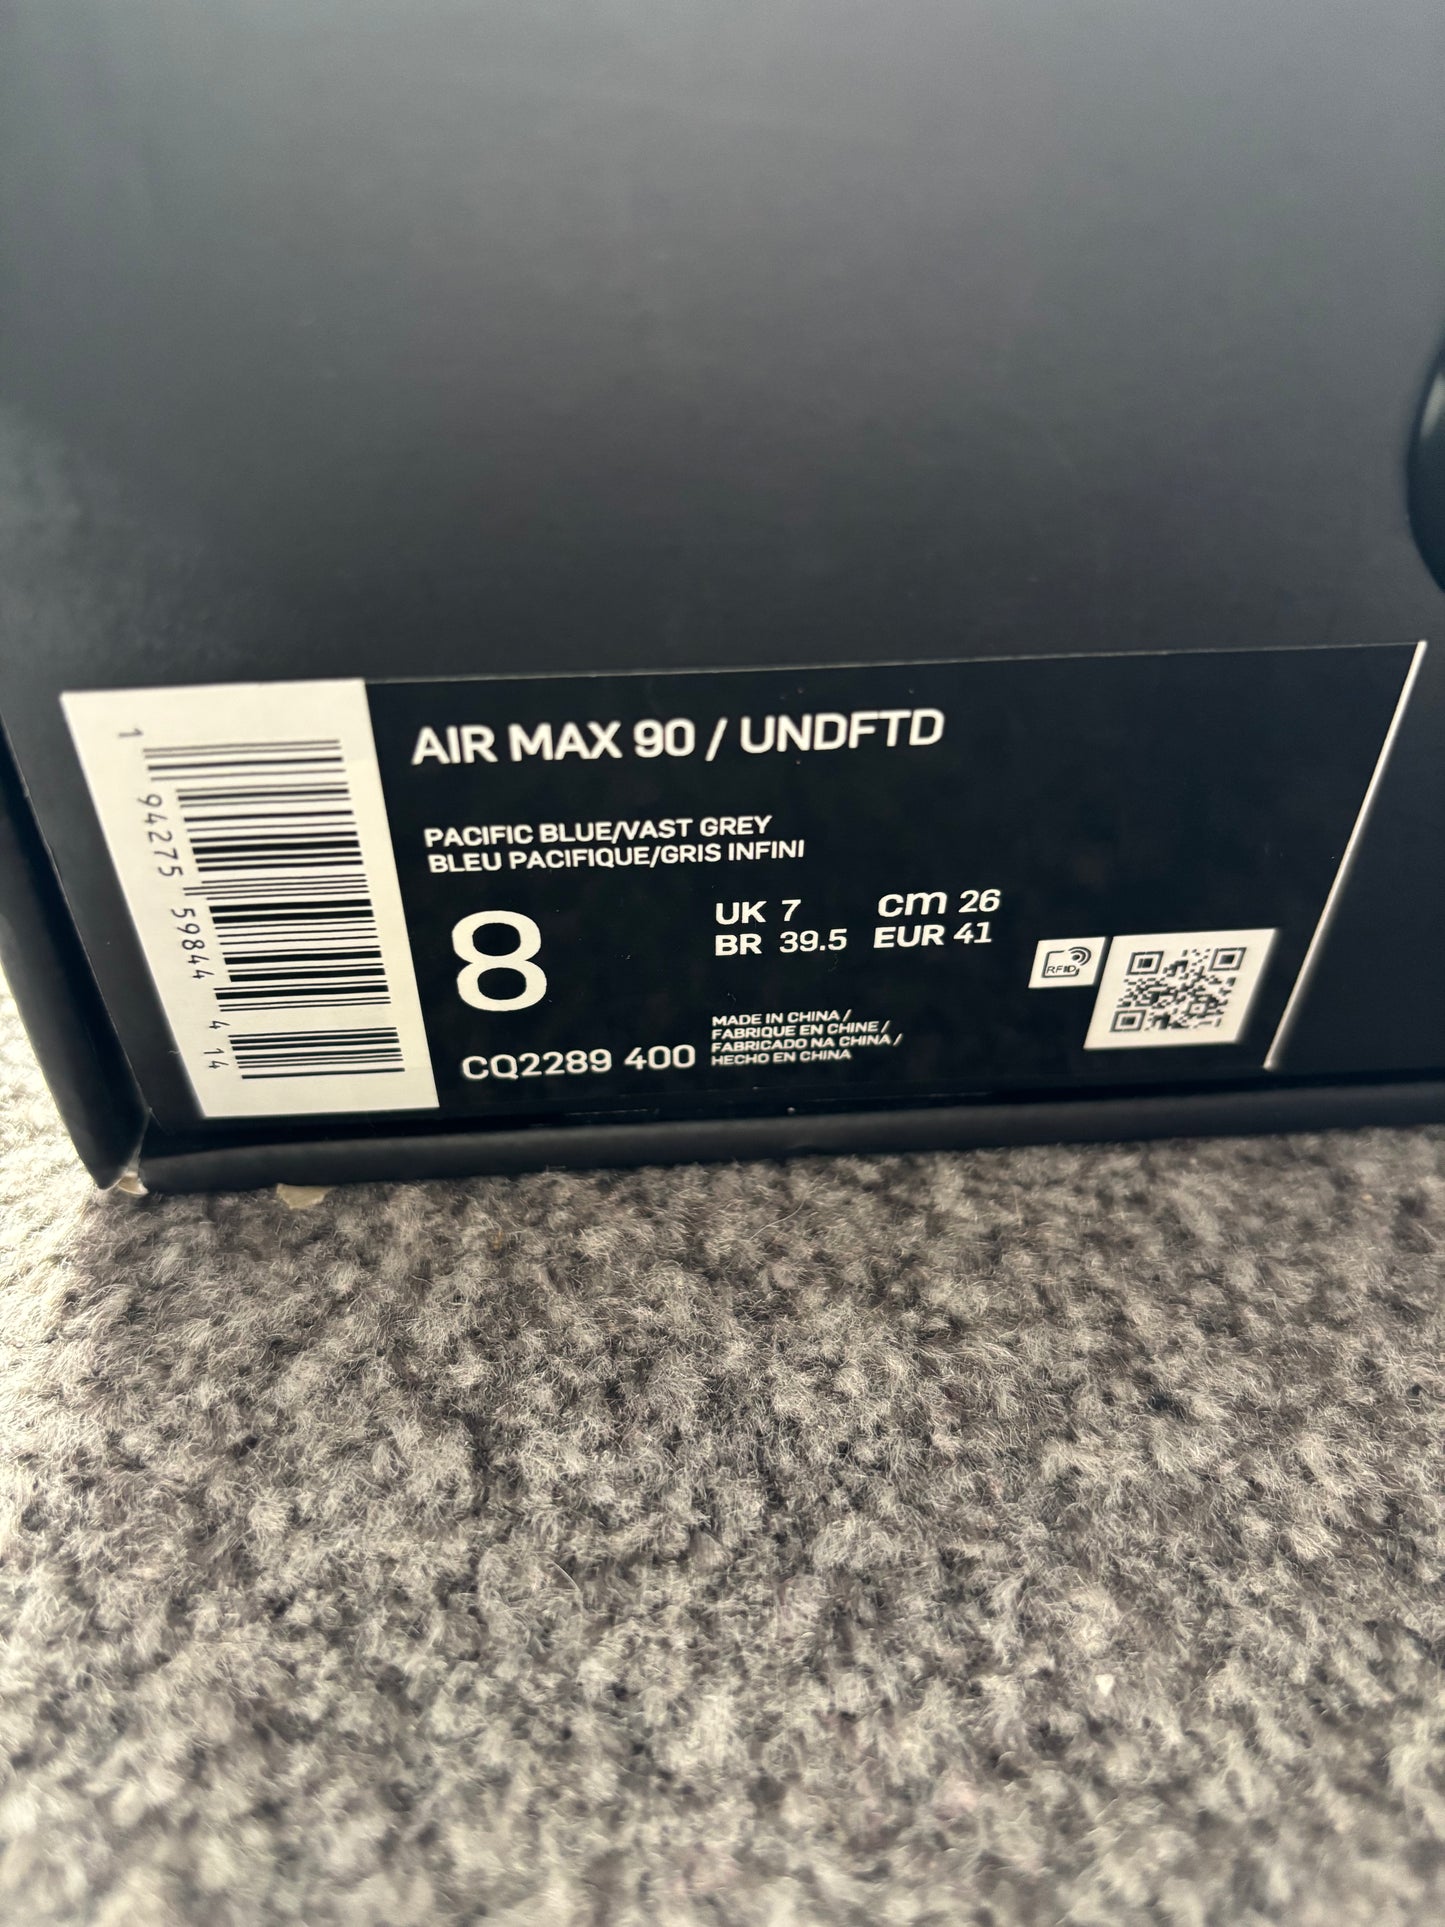 AIR MAX 90 / UNDFTD
PACIFIC BLUE/VAST GREY
BLEU PACIFIQUE/GRIS INFINI
8
UK 7 cm 26
BR 39.5 EUR 41
CQ2289 400
MADE IN CHINA /
FABRIQUE EN CHINE /
FABRICADO NA CHINA /
HECHO EN CHINA
RFID
1 94275 59844 4 14